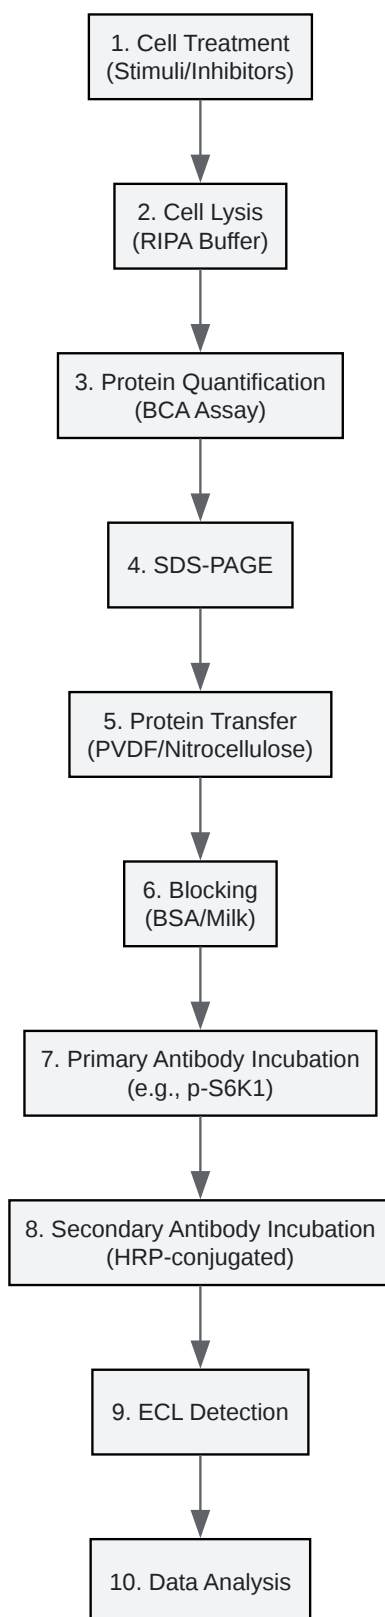 1. Cell Treatment
(Stimuli/Inhibitors)
2. Cell Lysis
(RIPA Buffer)
3. Protein Quantification
(BCA Assay)
4. SDS-PAGE
5. Protein Transfer
(PVDF/Nitrocellulose)
6. Blocking
(BSA/Milk)
7. Primary Antibody Incubation
(e.g., p-S6K1)
8. Secondary Antibody Incubation
(HRP-conjugated)
9. ECL Detection
10. Data Analysis